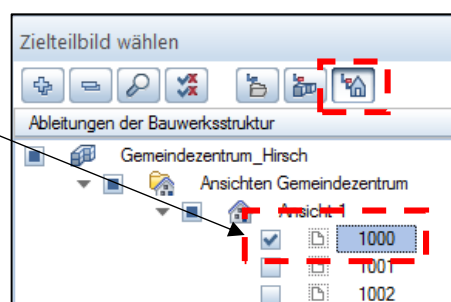 Zielteilbild wählen
Ableitungen der Bauwerksstruktur
Gemeindezentrum_Hirsch
Ansichten Gemeindezentrum
Ansicht 1
1000
1001
1002